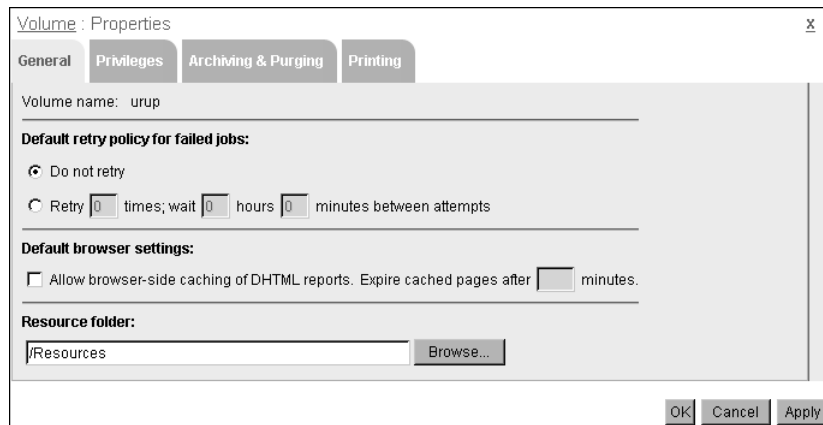 Volume : Properties x
General Privileges Archiving & Purging Printing
Volume name: urup
Default retry policy for failed jobs:
Do not retry
Retry 0 times; wait 0 hours 0 minutes between attempts
Default browser settings:
Allow browser-side caching of DHTML reports. Expire cached pages after minutes.
Resource folder:
/Resources Browse...
OK Cancel Apply